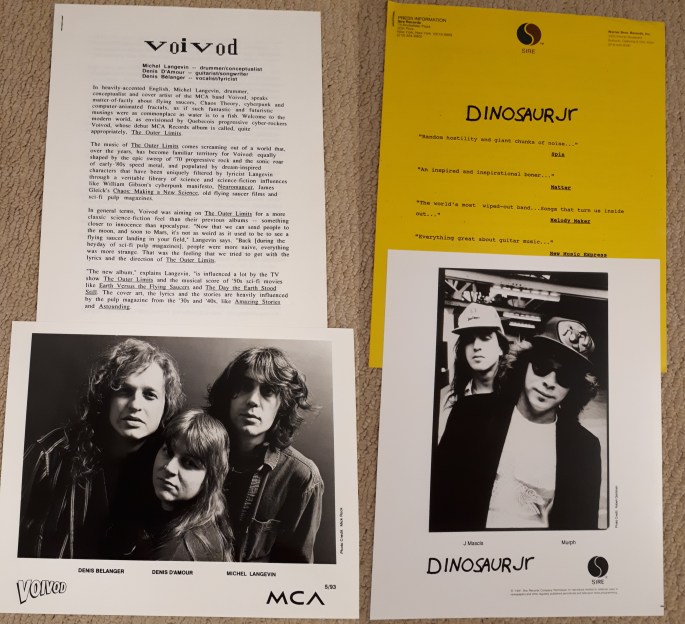 voivod
Michel Langevin -- drummer/conceptualist
Denis D'Amour -- guitarist/songwriter
Denis Belanger -- vocalist/lyricist
In heavily-accented English, Michel Langevin, drummer,
conceptualist and cover artist of the MCA band Voivod, speaks
matter-of-factly about flying saucers, Chaos Theory, cyberpunk and
computer-animated fractals, as if such fantastic and futuristic
musings were as commonplace as water is to a fish. Welcome to the
modern world, as envisioned by Quebecois progressive cyber-rockers
Voivod, whose debut MCA Records album is called, quite
appropriately, The Outer Limits.
The music of The Outer Limits comes screaming out of a world that,
over the years, has become familiar territory for Voivod: equally
shaped by the epic sweep of '70 progressive rock and the sonic roar
of early '80s speed metal, and populated by dream-inspired
characters that have been uniquely filtered by lyricist Langevin
through a veritable library of science and science-fiction influences
like William Gibson's cyberpunk manifesto, Neuromancer, James
Gleick's Chaos: Making a New Science, old flying saucer films and
sci-fi pulp magazines.
In general terms, Voivod was aiming on The Outer Limits for a more
classic science-fiction feel than their previous albums -- something
closer to innocence than apocalypse. "Now that we can send people to
the moon, and soon to Mars, it's not as weird as it used to be to see a
flying saucer landing in your field," Langevin says. "Back [during the
heyday of sci-fi pulp magazines], people were more naive, everything
was more strange. That was the feeling that we tried to get with the
lyrics and the direction of The Outer Limits.
"The new album," explains Langevin, "is influenced a lot by the TV
show The Outer Limits and the musical score of '50s sci-fi movies
like Earth Versus the Flying Saucers and The Day the Earth Stood
Still. The cover art, the lyrics and the stories are heavily influenced
by the pulp magazine from the '30s and '40s, like Amazing Stories
and Astounding.
Photo Credit: Mick Rock
DENIS BELANGER DENIS D'AMOUR MICHEL LANGEVIN
VOIVOD
5/93
MCA
PRESS INFORMATION
Sire Records
SIRE
Warner Bros. Records Inc.
DINOSAUR Jr
"Random hostility and giant chunks of noise..."
Spin
"An inspired and inspirational boner..."
Matter
"The world's most wiped-out band...Songs that turn us inside
out..."
Melody Maker
"Everything great about guitar music..."
New Music Express
J Mascis Murph
DINOSAUR Jr
SIRE